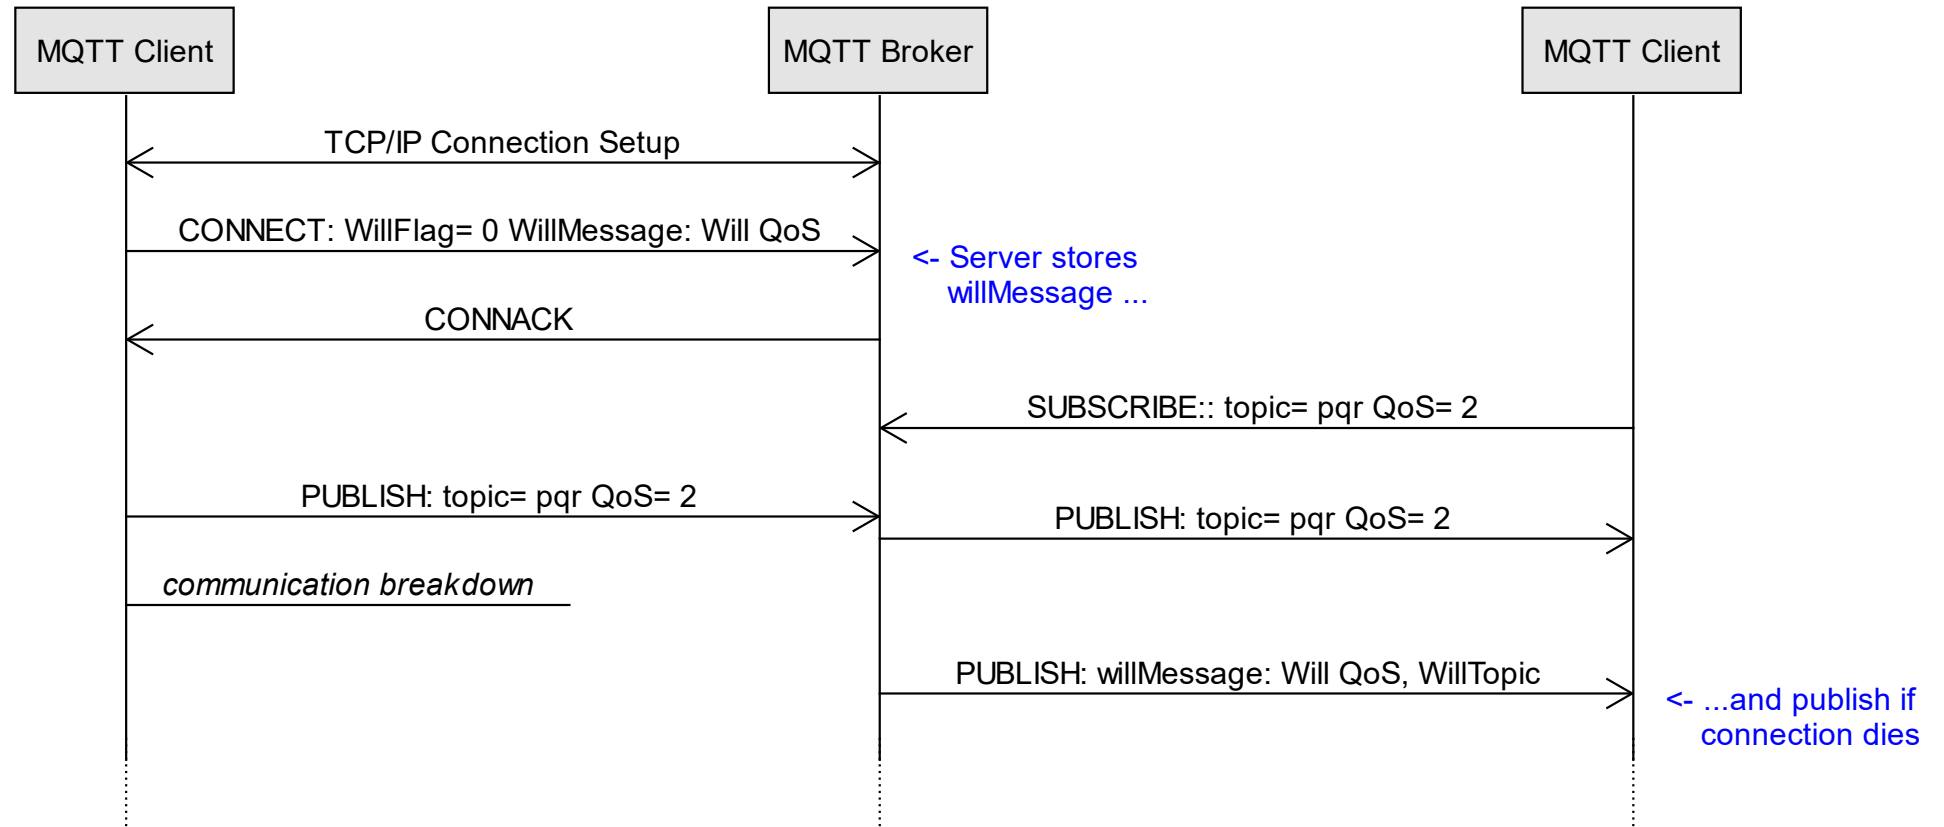 MQTT Client
MQTT Broker
MQTT Client
TCP/IP Connection Setup
CONNECT: WillFlag= 0 WillMessage: Will QoS
<- Server stores
willMessage ...
CONNACK
SUBSCRIBE:: topic= pqr QoS= 2
PUBLISH: topic= pqr QoS= 2
PUBLISH: topic= pqr QoS= 2
communication breakdown
PUBLISH: willMessage: Will QoS, WillTopic
<- ...and publish if
connection dies